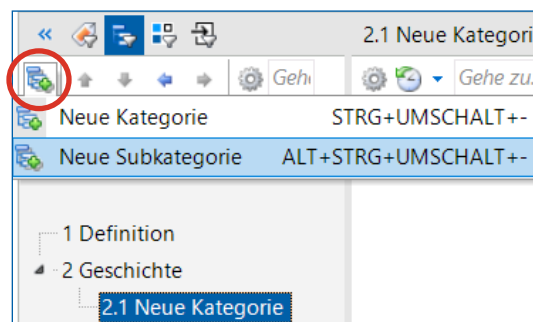 2.1 Neue Kategori
Geh
Gehe zu.
Neue Kategorie STRG+UMSCHALT+-
Neue Subkategorie ALT+STRG+UMSCHALT+-
1 Definition
2 Geschichte
2.1 Neue Kategorie